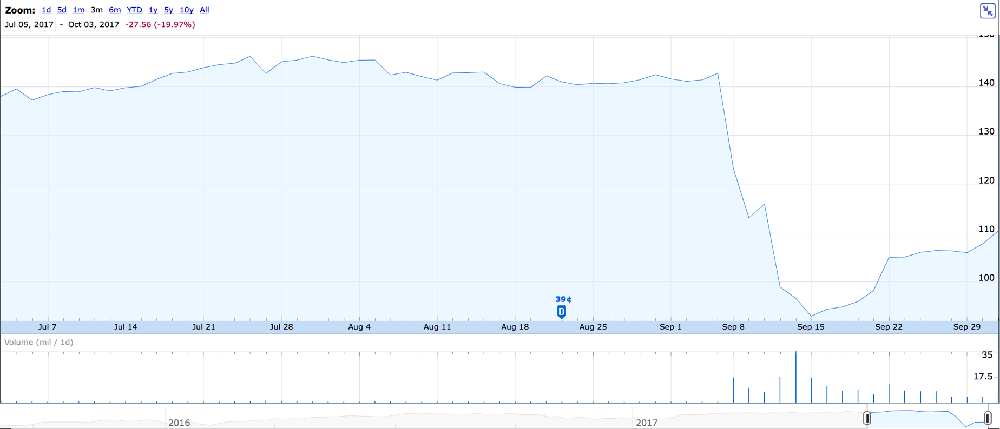 Zoom: 1d 5d 1m 3m 6m YTD 1y 5y 10y All
Jul 05, 2017 - Oct 03, 2017 -27.56 (-19.97%)
150
140
130
120
110
100
39¢
D
Jul 7 Jul 14 Jul 21 Jul 28 Aug 4 Aug 11 Aug 18 Aug 25 Sep 1 Sep 8 Sep 15 Sep 22 Sep 29
Volume (mil / 1d)
35
17.5
2016 2017